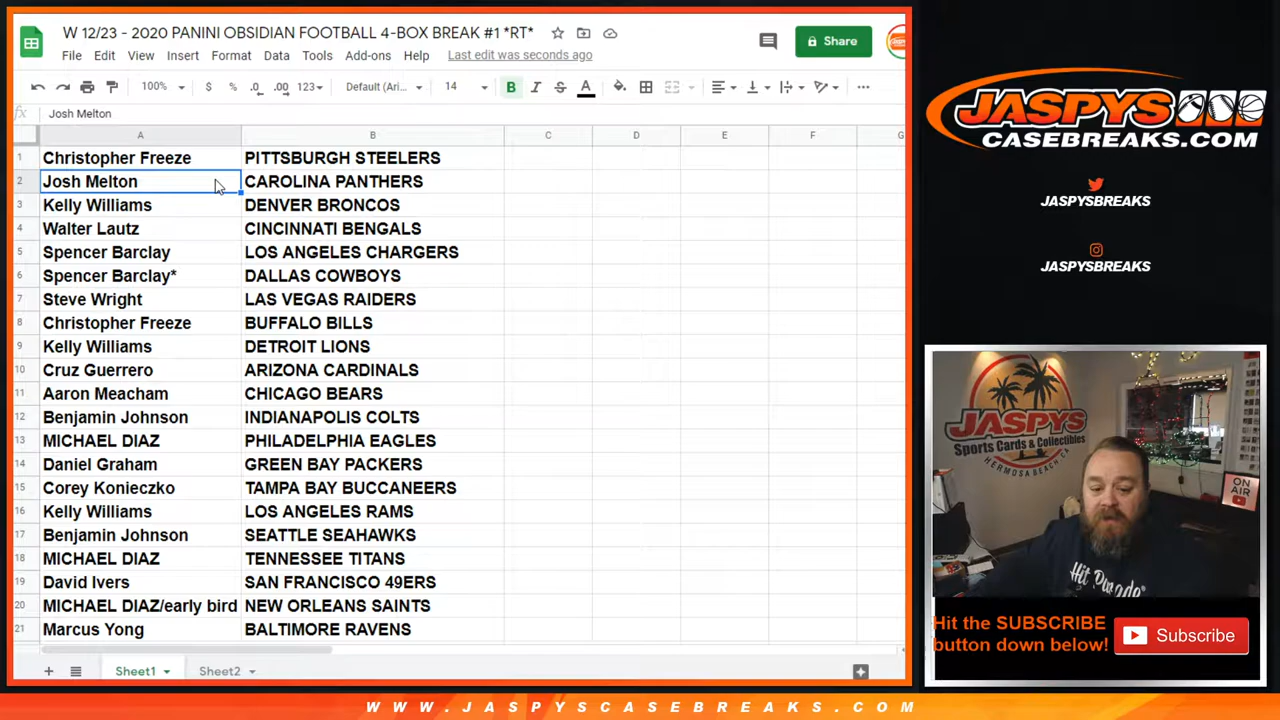 W 12/23 - 2020 PANINI OBSIDIAN FOOTBALL 4-BOX BREAK #1 *RT*
File Edit View Insert Format Data Tools Add-ons Help Last edit was seconds ago
Share
100% $ % .0 .00 123 Default (Ari... 14 B I S A
fx Josh Melton
A B C D E F G
1 Christopher Freeze PITTSBURGH STEELERS
2 Josh Melton CAROLINA PANTHERS
3 Kelly Williams DENVER BRONCOS
4 Walter Lautz CINCINNATI BENGALS
5 Spencer Barclay LOS ANGELES CHARGERS
6 Spencer Barclay* DALLAS COWBOYS
7 Steve Wright LAS VEGAS RAIDERS
8 Christopher Freeze BUFFALO BILLS
9 Kelly Williams DETROIT LIONS
10 Cruz Guerrero ARIZONA CARDINALS
11 Aaron Meacham CHICAGO BEARS
12 Benjamin Johnson INDIANAPOLIS COLTS
13 MICHAEL DIAZ PHILADELPHIA EAGLES
14 Daniel Graham GREEN BAY PACKERS
15 Corey Konieczko TAMPA BAY BUCCANEERS
16 Kelly Williams LOS ANGELES RAMS
17 Benjamin Johnson SEATTLE SEAHAWKS
18 MICHAEL DIAZ TENNESSEE TITANS
19 David Ivers SAN FRANCISCO 49ERS
20 MICHAEL DIAZ/early bird NEW ORLEANS SAINTS
21 Marcus Yong BALTIMORE RAVENS
Sheet1 Sheet2
JASPYS
CASEBREAKS.COM
JASPYSBREAKS
JASPYSBREAKS
JASPYS
Sports Cards & Collectibles
HERMOSA BEACH, CA
ON AIR
Hit Parade
Hit the SUBSCRIBE
button down below!
Subscribe
WWW.JASPYSCASEBREAKS.COM